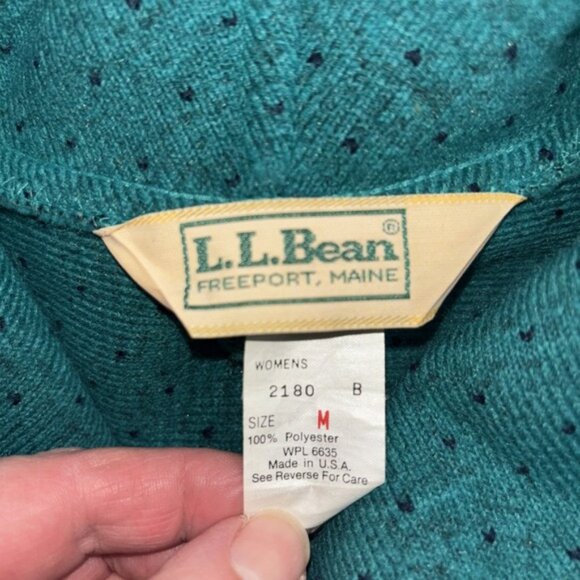 L.L.Bean®
FREEPORT, MAINE
WOMENS
2180 B
SIZE M
100% Polyester
WPL 6635
Made in U.S.A.
See Reverse For Care